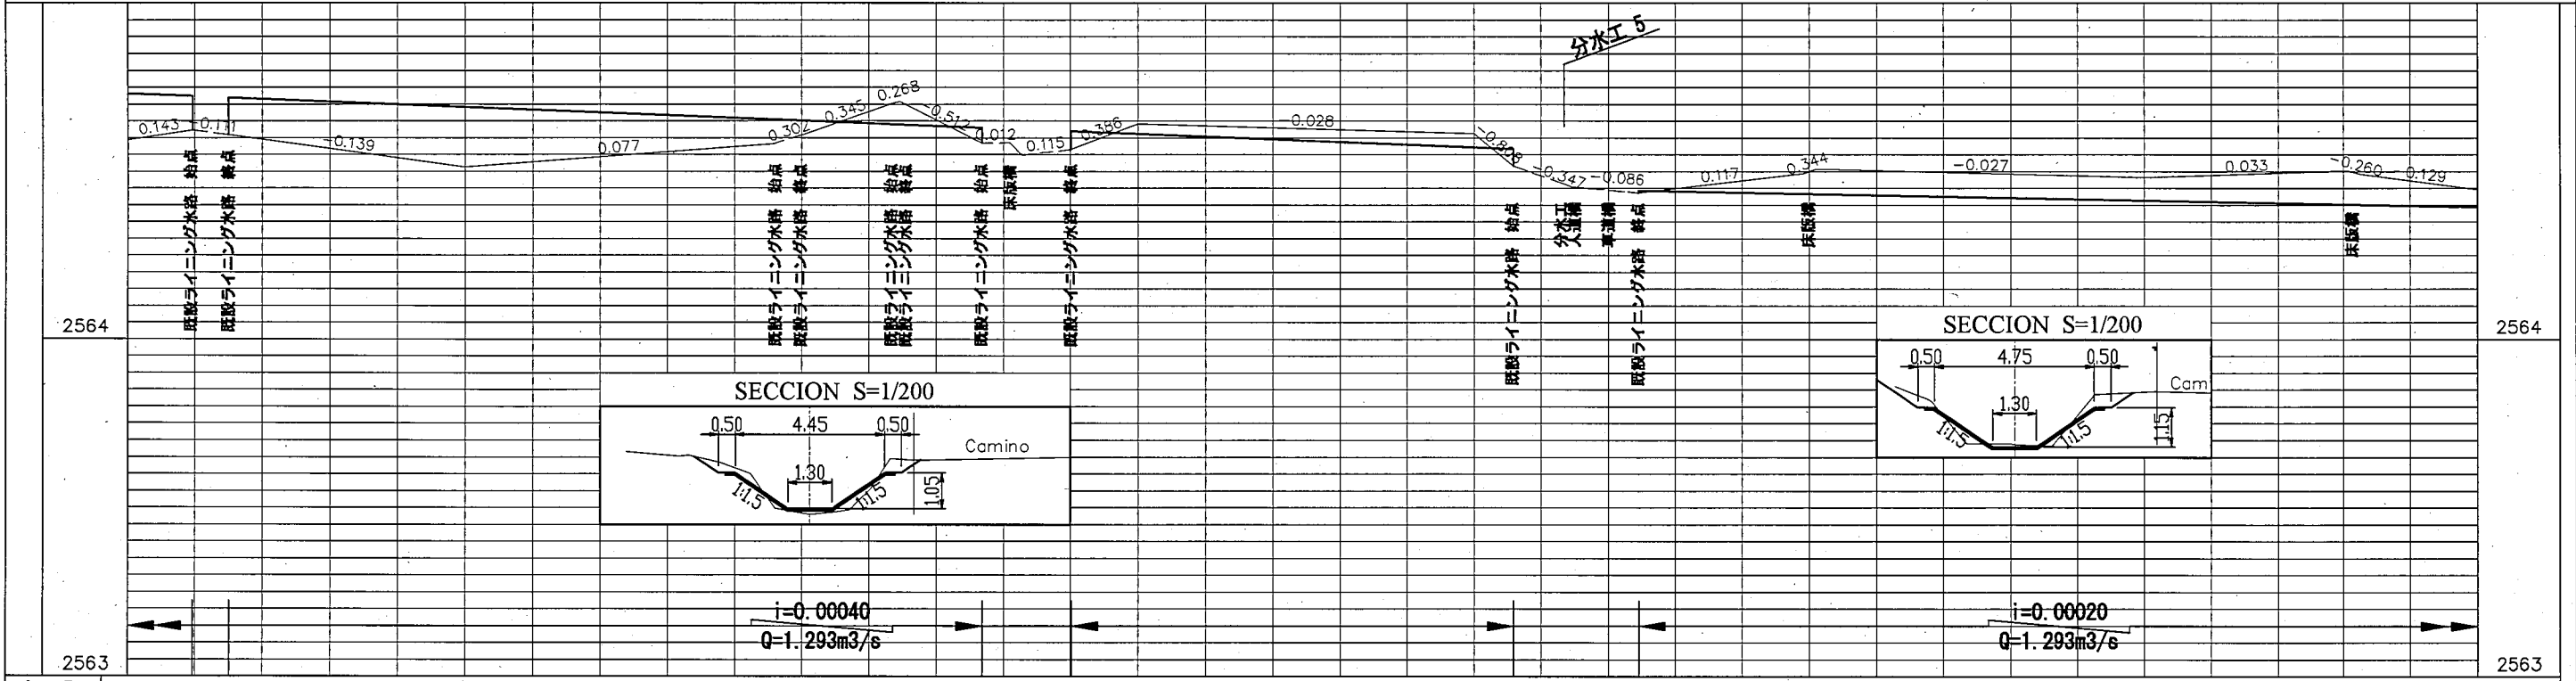 分水工 5
0.143
-0.111
-0.139
0.077
0.302
0.345
0.268
-0.512
0.012
0.115
0.386
-0.028
-0.808
-0.347
-0.086
0.117
0.344
-0.027
0.033
-0.260
-0.129
既設ライニング水路 始点
既設ライニング水路 終点
既設ライニング水路 始点
既設ライニング水路 終点
既設ライニング水路 始点
既設ライニング水路 終点
既設ライニング水路 始点
床版橋
既設ライニング水路 終点
既設ライニング水路 始点
分水工
人道橋
車道橋
既設ライニング水路 終点
床版橋
床版橋
2564
2564
SECCION S=1/200
0.50 4.45 0.50
Camino
1.30
1:1.5
1:1.5
1.05
SECCION S=1/200
0.50 4.75 0.50
Cam
1.30
1:1.5
1:1.5
1.15
i=0.00040
Q=1.293m3/s
i=0.00020
Q=1.293m3/s
2563
2563